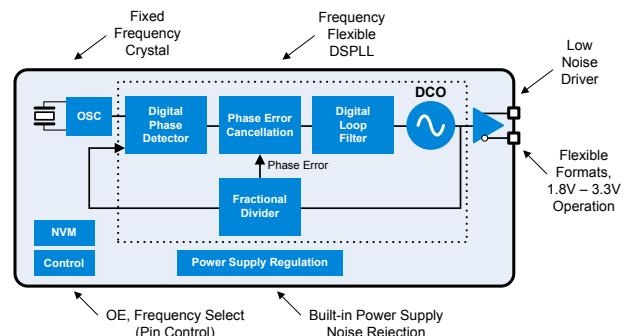 Fixed
Frequency
Crystal
Frequency
Flexible
DSPLL
Low
Noise
Driver
OSC
Digital
Phase
Detector
Phase Error
Cancellation
Digital
Loop
Filter
DCO
Phase Error
Fractional
Divider
Flexible
Formats,
1.8V – 3.3V
Operation
NVM
Control
Power Supply Regulation
OE, Frequency Select
(Pin Control)
Built-in Power Supply
Noise Rejection